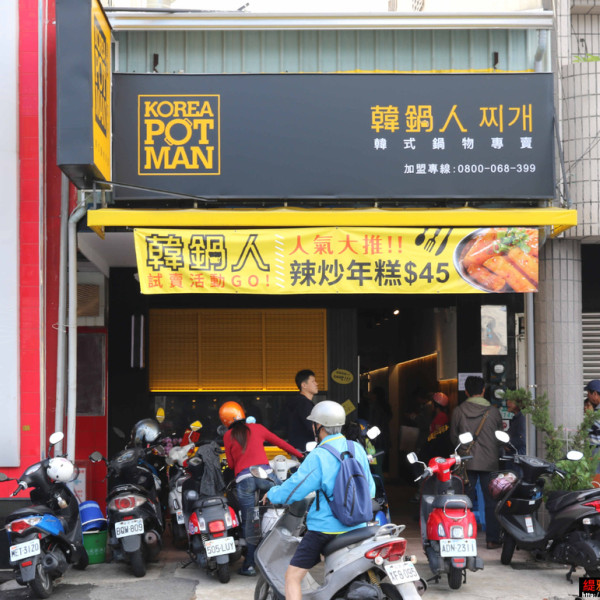 KOREA
POT
MAN
韓鍋人 찌개
韓式鍋物專賣
加盟專線:0800-068-399
韓鍋人
試賣活動GO!
人氣大推!!
辣炒年糕$45
MET-3120
BQW-809
505-LUY
ADN-2311